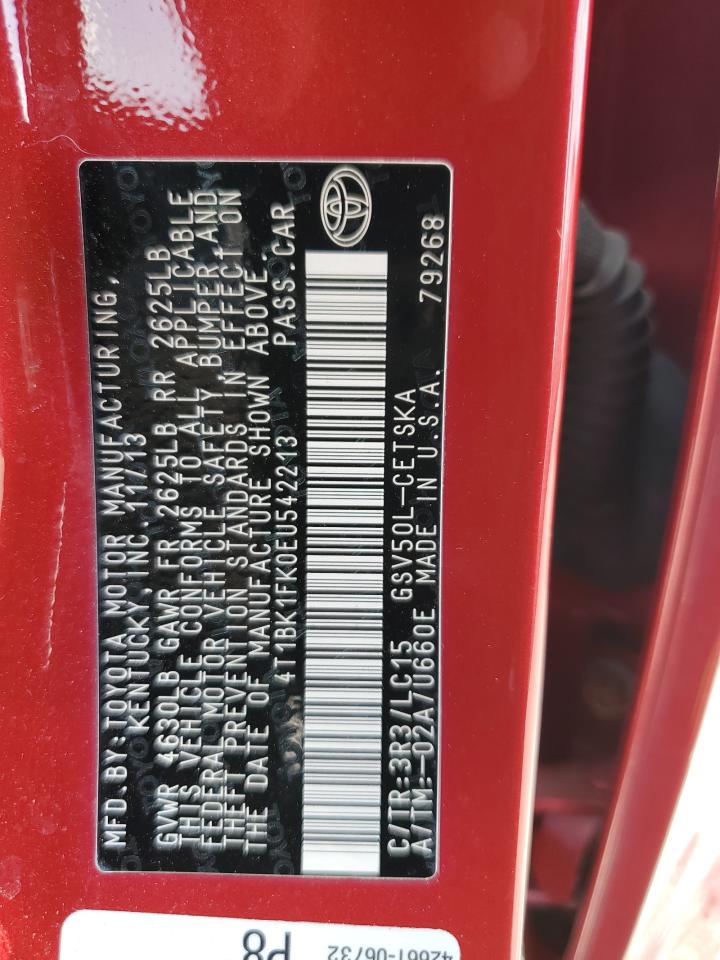 MFD.BY:TOYOTA MOTOR MANUFACTURING,
KENTUCKY,INC. 11/13
GVWR 4630LB GAWR FR 2625LB RR 2625LB
THIS VEHICLE CONFORMS TO ALL APPLICABLE
FEDERAL MOTOR VEHICLE SAFETY,BUMPER,AND
THEFT PREVENTION STANDARDS IN EFFECT ON
THE DATE OF MANUFACTURE SHOWN ABOVE.
4T1BK1FK0EU542213 PASS.CAR
C/TR:3R3/LC15 GSV50L-CETSKA
A/TM:-02A/U660E MADE IN U.S.A. 79268
P8
42661-06732